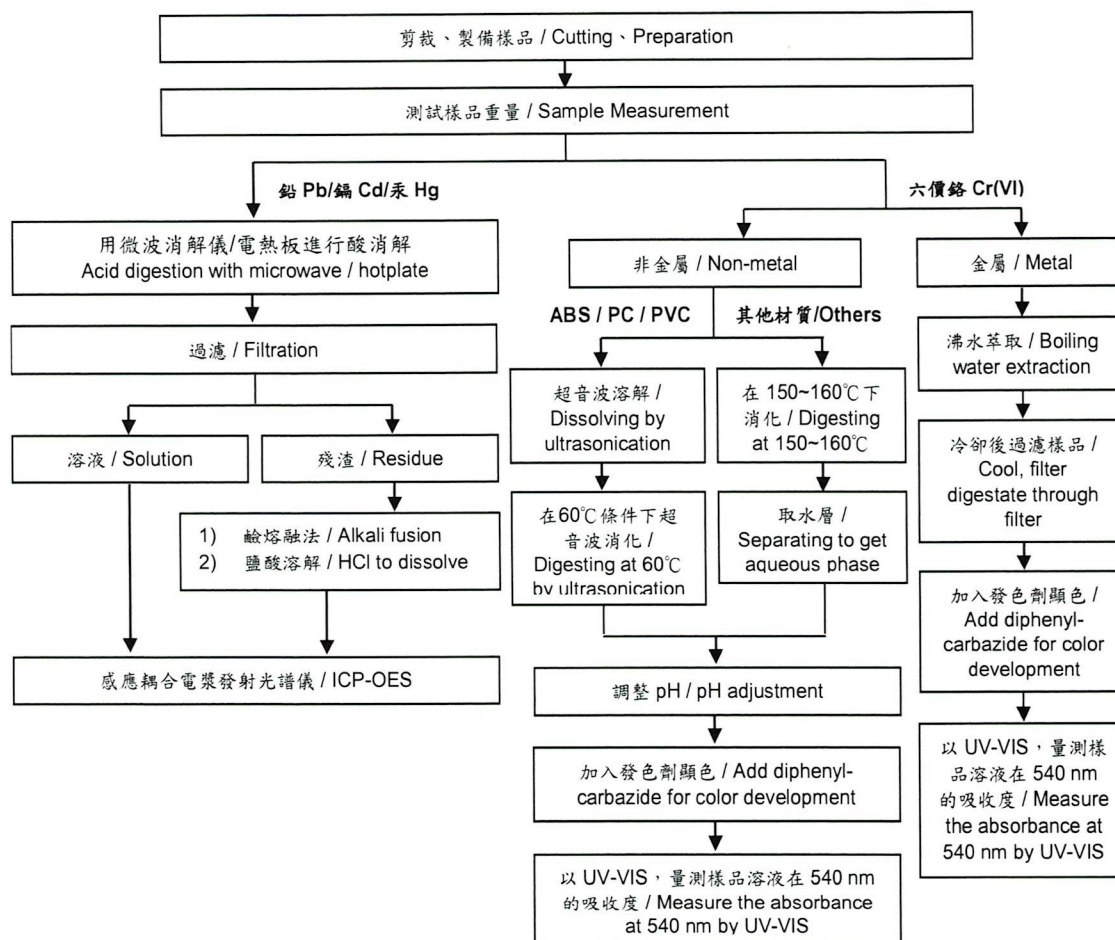 剪裁、製備樣品 / Cutting、Preparation
測試樣品重量 / Sample Measurement
鉛 Pb/鎘 Cd/汞 Hg
六價鉻 Cr(VI)
用微波消解儀/電熱板進行酸消解
Acid digestion with microwave / hotplate
非金屬 / Non-metal
金屬 / Metal
ABS / PC / PVC
其他材質/Others
過濾 / Filtration
沸水萃取 / Boiling
water extraction
超音波溶解 /
Dissolving by
ultrasonication
在 150~160℃下
消化 / Digesting
at 150~160℃
溶液 / Solution
殘渣 / Residue
冷卻後過濾樣品 /
Cool, filter
digestate through
filter
1) 鹼熔融法 / Alkali fusion
2) 鹽酸溶解 / HCl to dissolve
在60℃條件下超
音波消化 /
Digesting at 60℃
by ultrasonication
取水層 /
Separating to get
aqueous phase
加入發色劑顯色 /
Add diphenyl-
carbazide for color
development
感應耦合電漿發射光譜儀 / ICP-OES
調整 pH / pH adjustment
加入發色劑顯色 / Add diphenyl-
carbazide for color development
以 UV-VIS，量測樣
品溶液在 540 nm
的吸收度 / Measure
the absorbance at
540 nm by UV-VIS
以 UV-VIS，量測樣品溶液在 540 nm
的吸收度 / Measure the absorbance
at 540 nm by UV-VIS